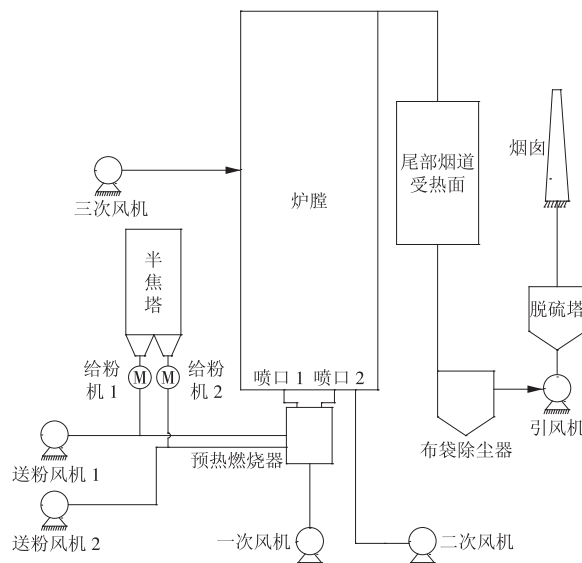 尾部烟道
受热面
烟囱
炉膛
三次风机
半
焦
塔
脱硫塔
给粉
机 1
M
M
给粉
机 2
喷口 1
喷口 2
引风机
布袋除尘器
送粉风机 1
预热燃烧器
送粉风机 2
一次风机
二次风机